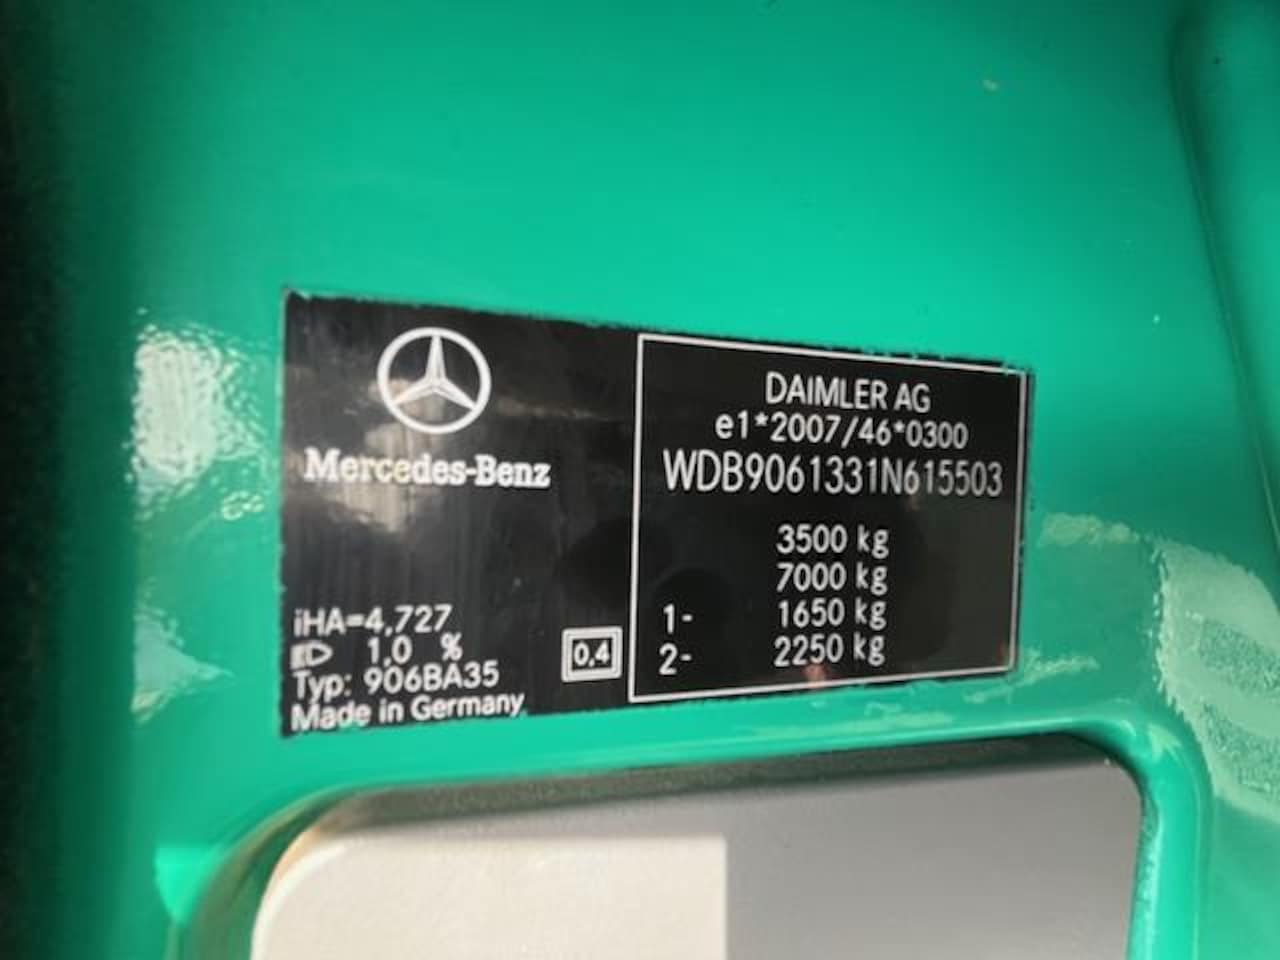 Mercedes-Benz
iHA=4,727
1,0 %
Typ: 906BA35
Made in Germany
0,4
DAIMLER AG
e1*2007/46*0300
WDB9061331N615503
3500 kg
7000 kg
1- 1650 kg
2- 2250 kg